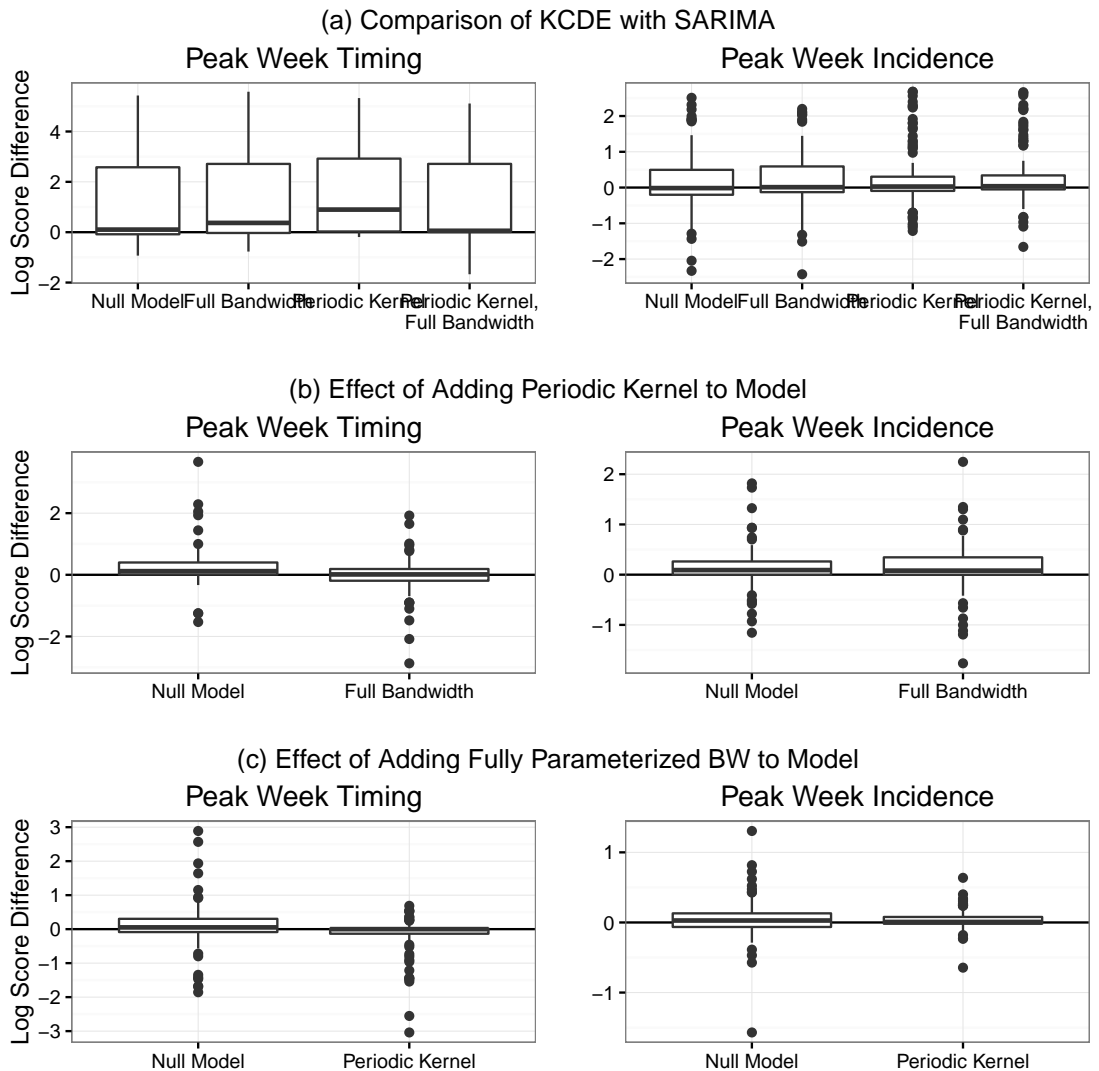 (a) Comparison of KCDE with SARIMA
Peak Week Timing
Peak Week Incidence
Log Score Difference
4
2
0
−2
Null Model Full Bandwidth Periodic Kernel Periodic Kernel,
Full Bandwidth
2
1
0
−1
−2
Null Model Full Bandwidth Periodic Kernel Periodic Kernel,
Full Bandwidth
(b) Effect of Adding Periodic Kernel to Model
Peak Week Timing
Peak Week Incidence
Log Score Difference
2
0
−2
Null Model Full Bandwidth
2
1
0
−1
Null Model Full Bandwidth
(c) Effect of Adding Fully Parameterized BW to Model
Peak Week Timing
Peak Week Incidence
Log Score Difference
3
2
1
0
−1
−2
−3
Null Model Periodic Kernel
1
0
−1
Null Model Periodic Kernel